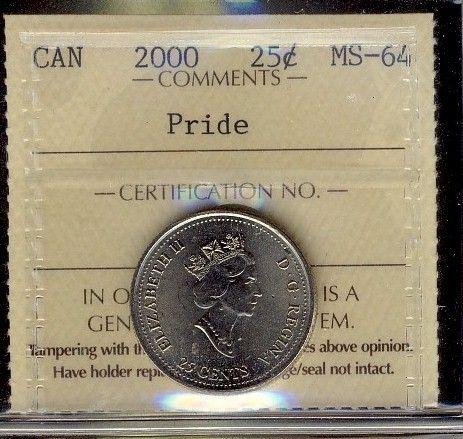 CAN 2000 25¢ MS-64
COMMENTS
Pride
CERTIFICATION NO.
ELIZABETH II D·G·REGINA
25 CENTS
IN O IS A
GEN EM.
Tampering with th es above opinion.
Have holder repl ge/seal not intact.